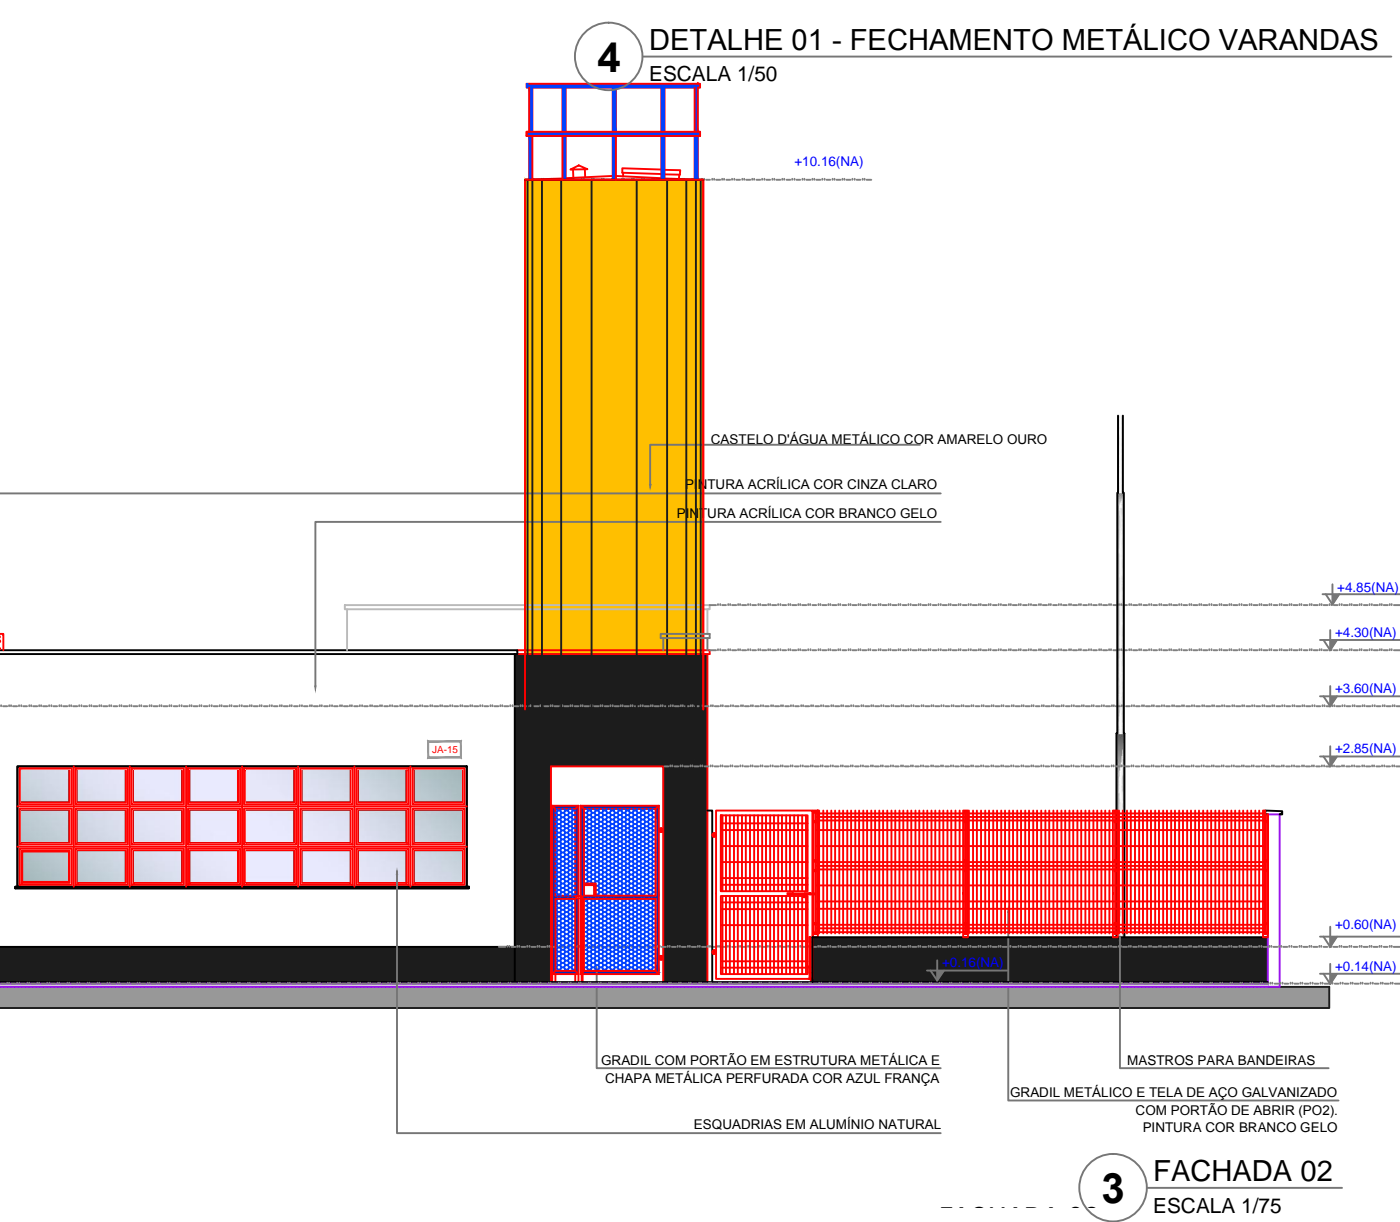 4
DETALHE 01 - FECHAMENTO METÁLICO VARANDAS
ESCALA 1/50
+10.16(NA)
CASTELO D'ÁGUA METÁLICO COR AMARELO OURO
PINTURA ACRÍLICA COR CINZA CLARO
PINTURA ACRÍLICA COR BRANCO GELO
+4.85(NA)
+4.30(NA)
+3.60(NA)
JA-15
+2.85(NA)
+0.60(NA)
+0.16(NA)
+0.14(NA)
GRADIL COM PORTÃO EM ESTRUTURA METÁLICA E
CHAPA METÁLICA PERFURADA COR AZUL FRANÇA
MASTROS PARA BANDEIRAS
GRADIL METÁLICO E TELA DE AÇO GALVANIZADO
COM PORTÃO DE ABRIR (PO2).
PINTURA COR BRANCO GELO
ESQUADRIAS EM ALUMÍNIO NATURAL
3
FACHADA 02
ESCALA 1/75